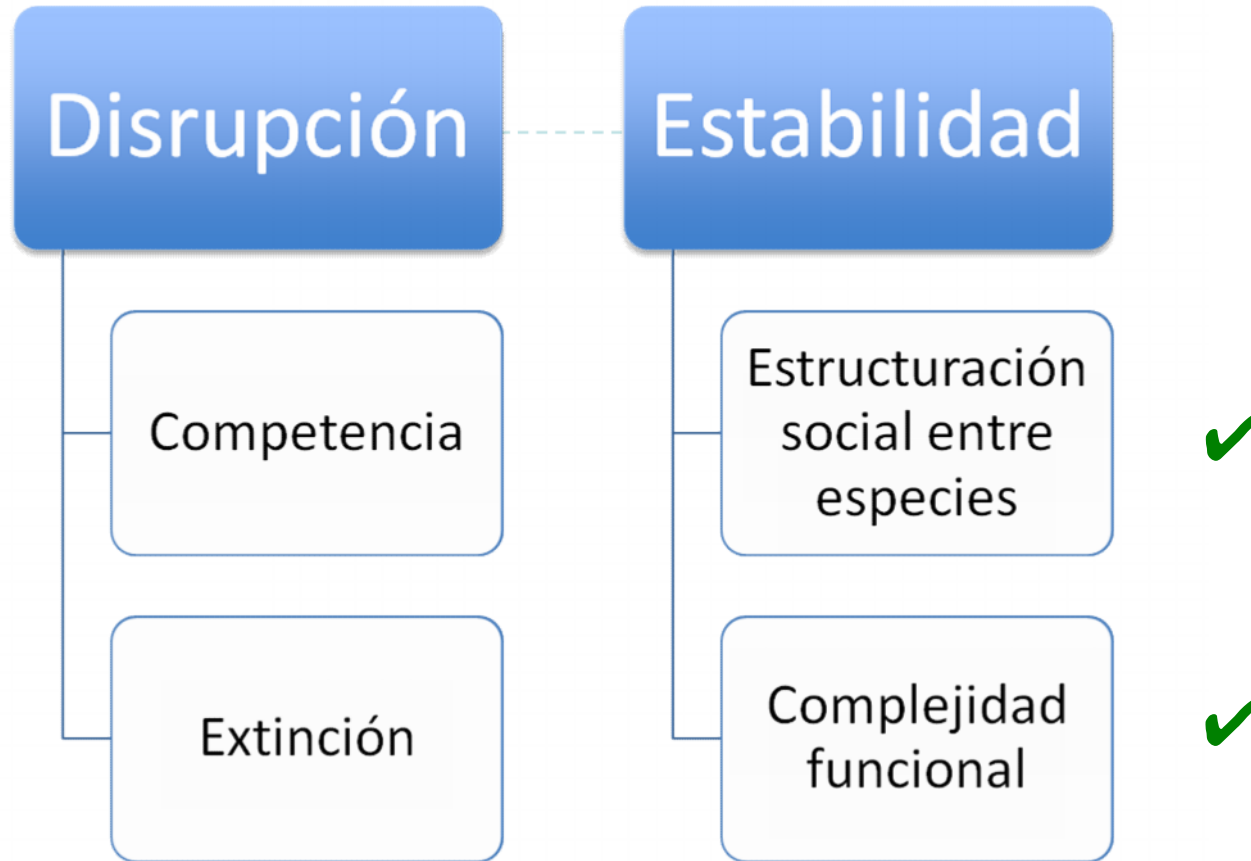 Disrupción
Estabilidad
Competencia
Estructuración
social entre
especies
Extinción
Complejidad
funcional